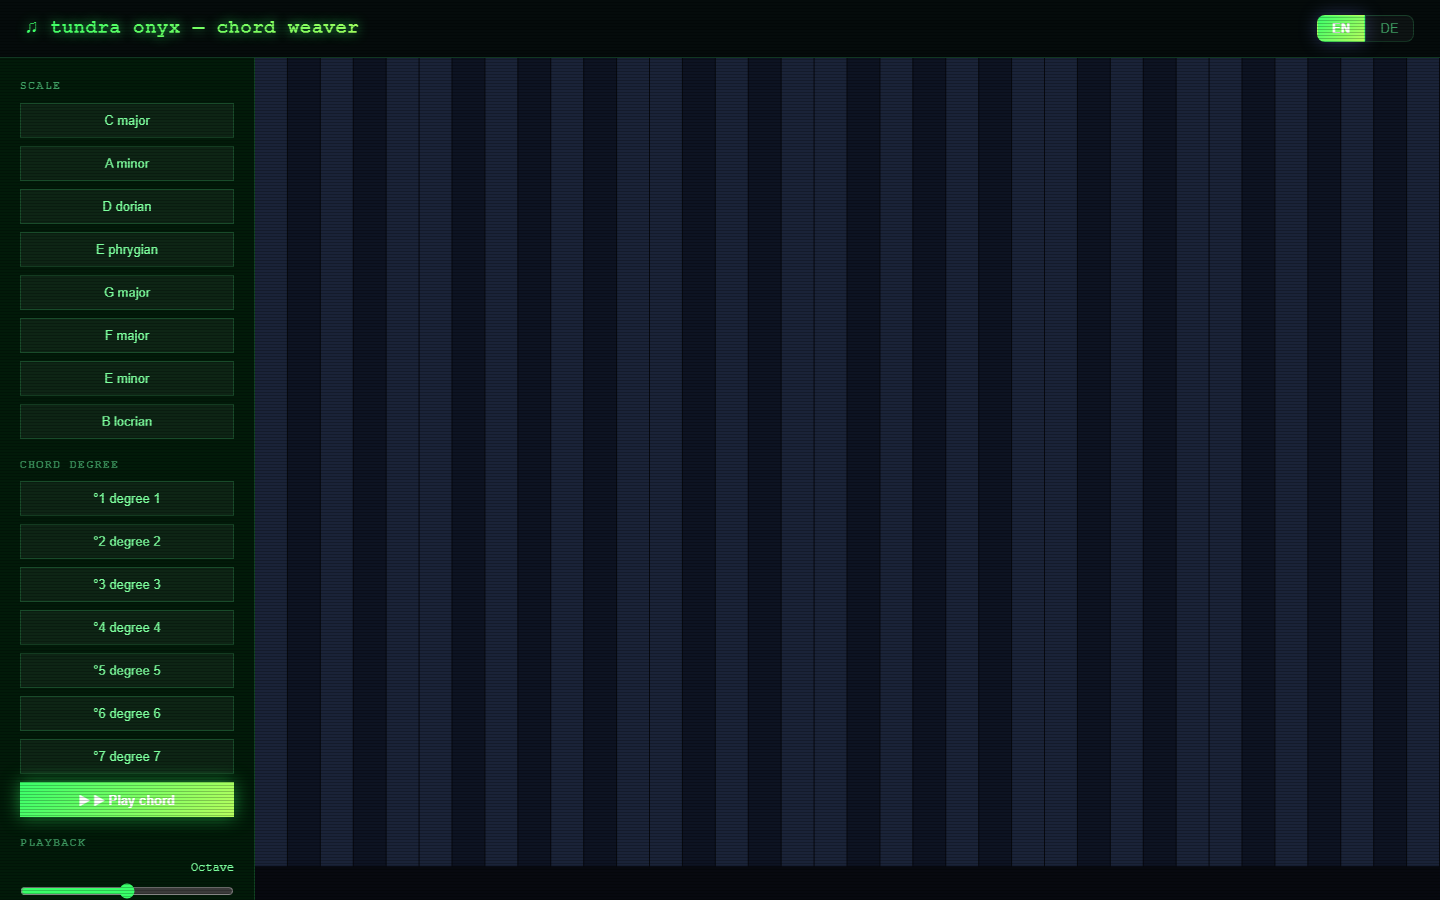 ♫ tundra onyx — chord weaver
EN DE
SCALE
C major
A minor
D dorian
E phrygian
G major
F major
E minor
B locrian
CHORD DEGREE
°1 degree 1
°2 degree 2
°3 degree 3
°4 degree 4
°5 degree 5
°6 degree 6
°7 degree 7
▶ ▶ Play chord
PLAYBACK
Octave